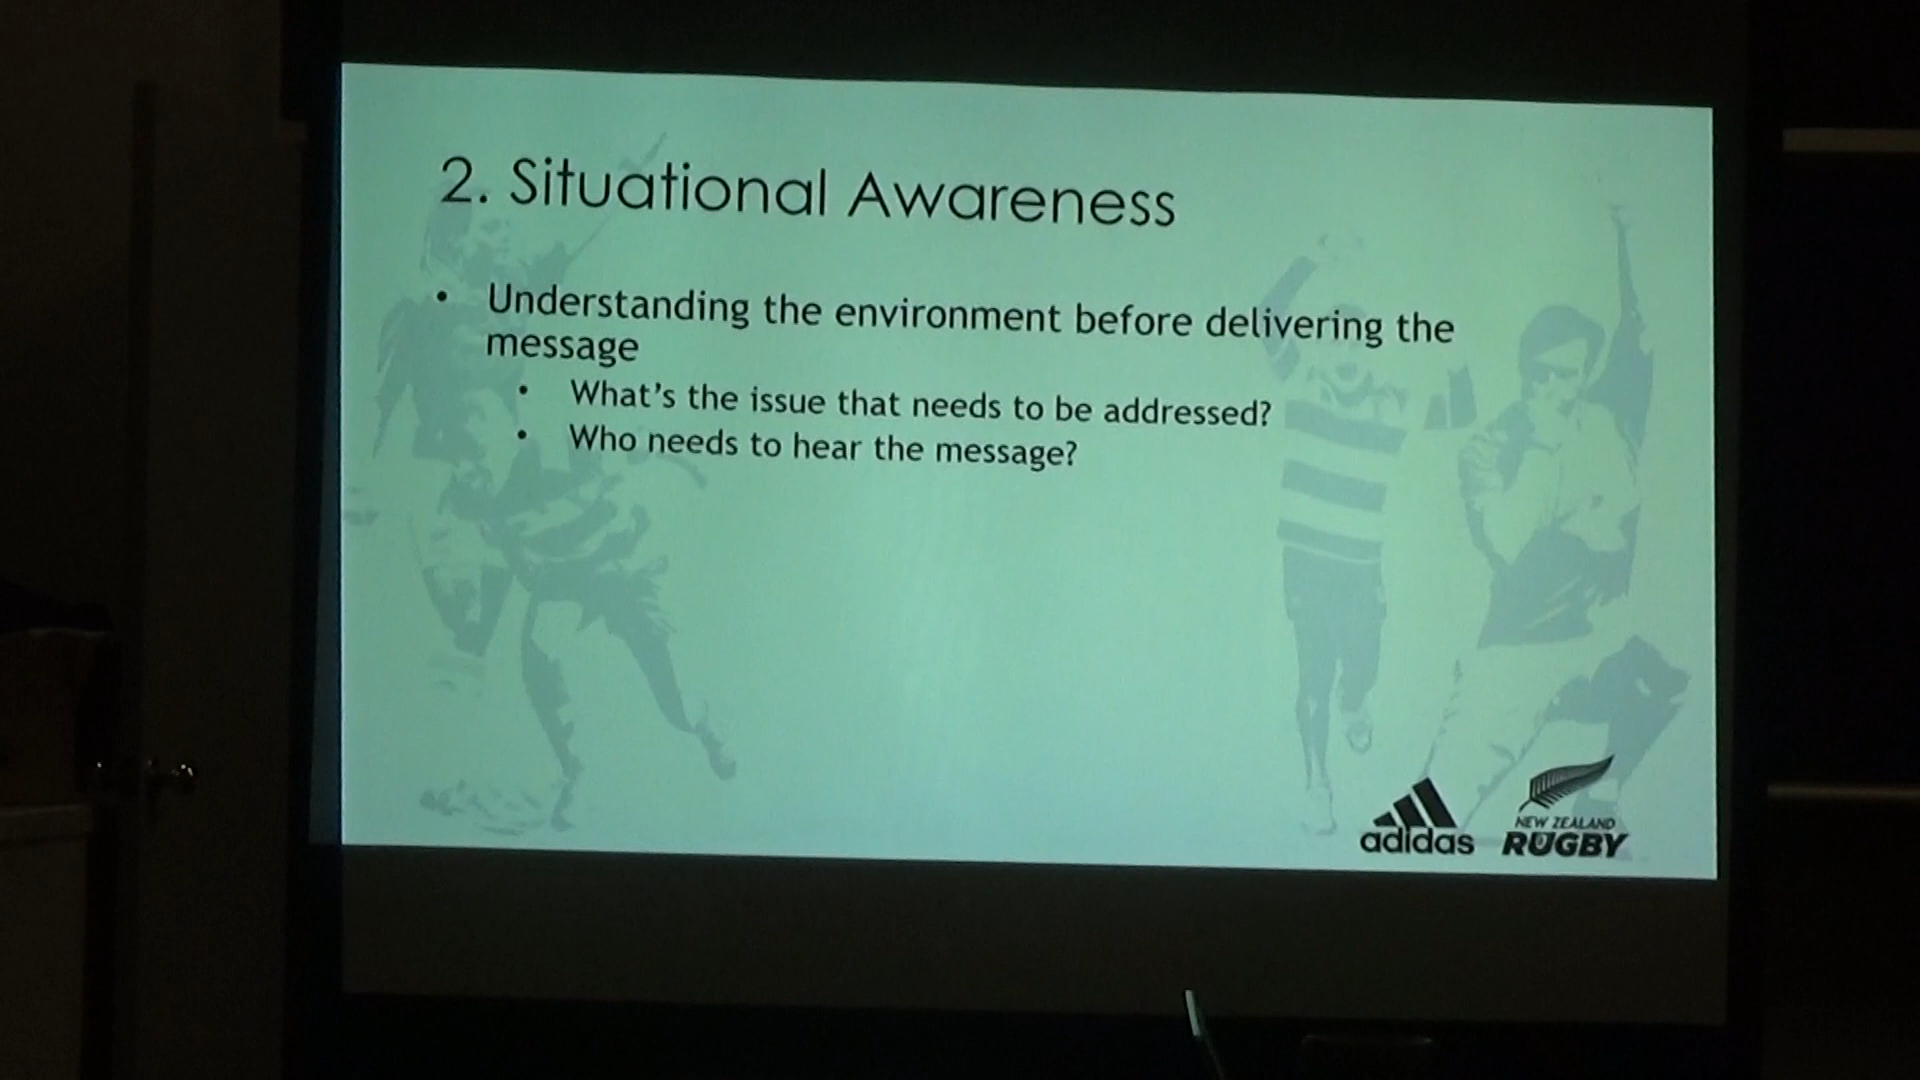 2. Situational Awareness
• Understanding the environment before delivering the
message
• What's the issue that needs to be addressed?
• Who needs to hear the message?
adidas
NEW ZEALAND
RUGBY